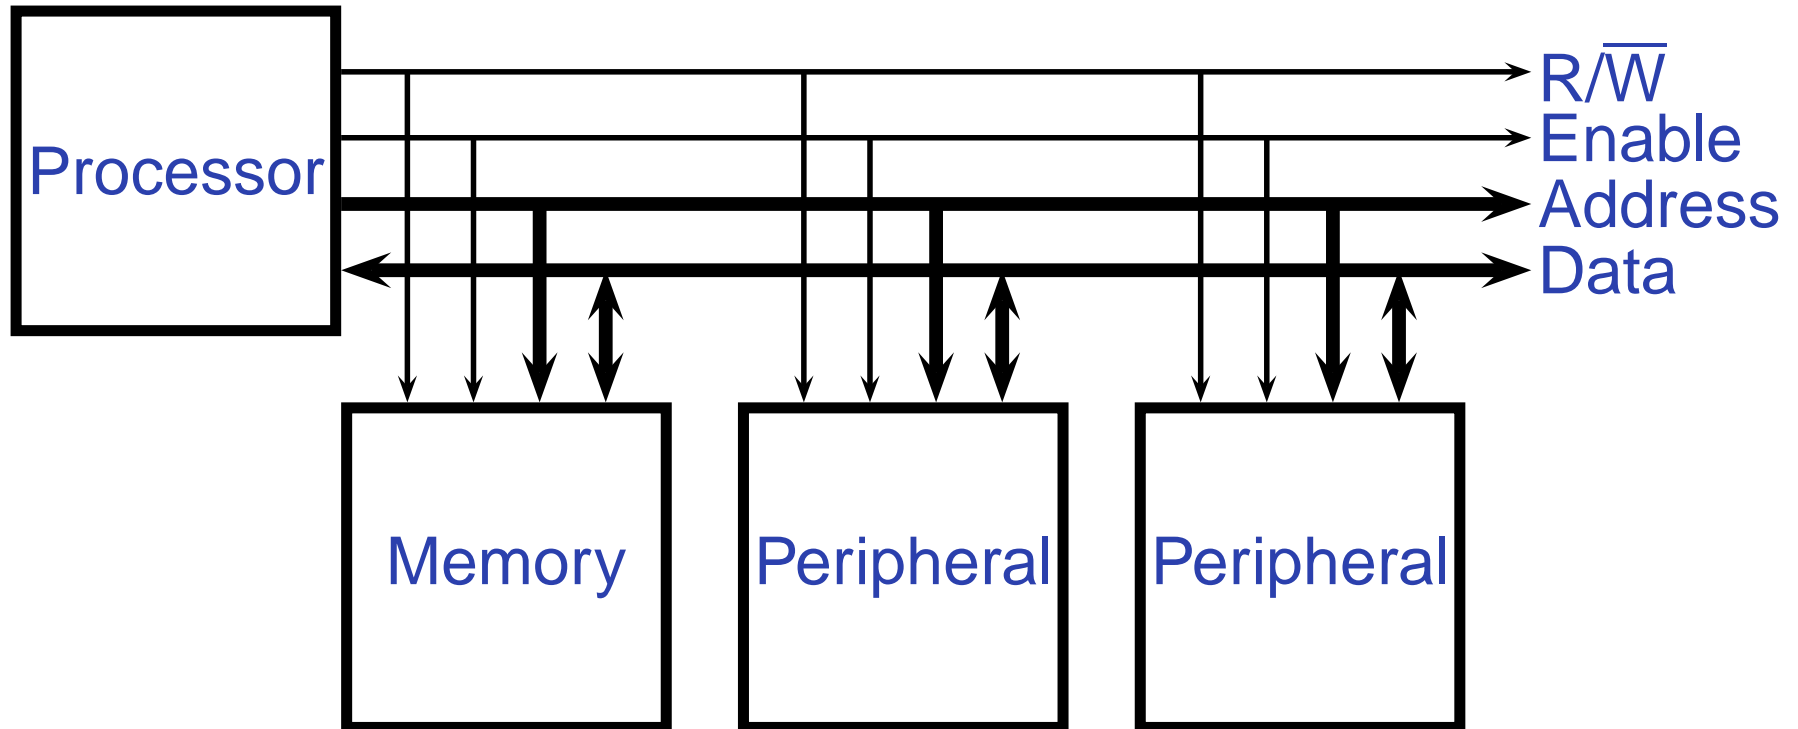 Processor
R/W̅
Enable
Address
Data
Memory
Peripheral
Peripheral